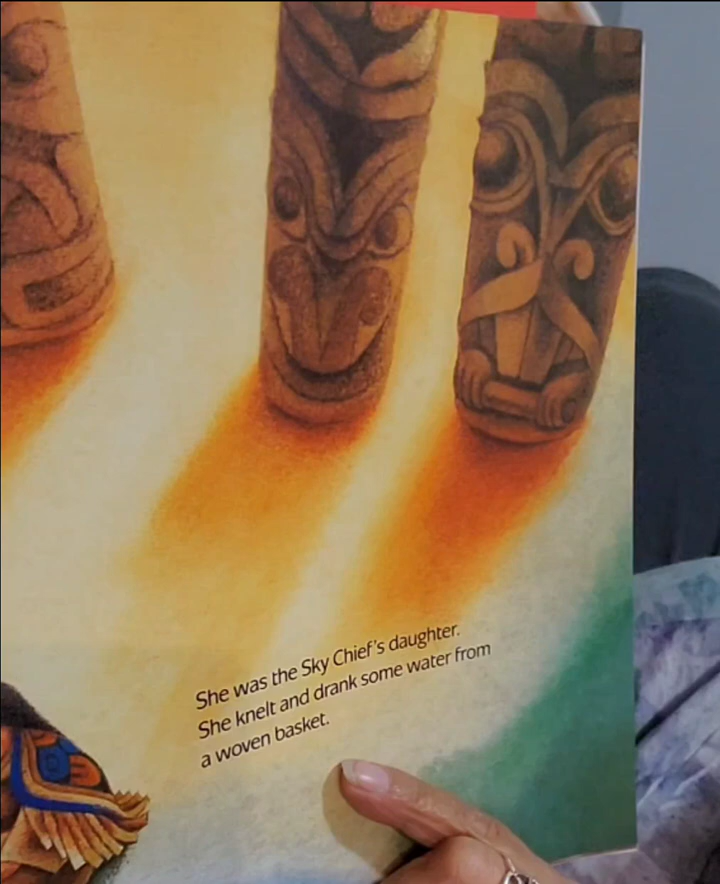 She was the Sky Chief's daughter.
She knelt and drank some water from
a woven basket.